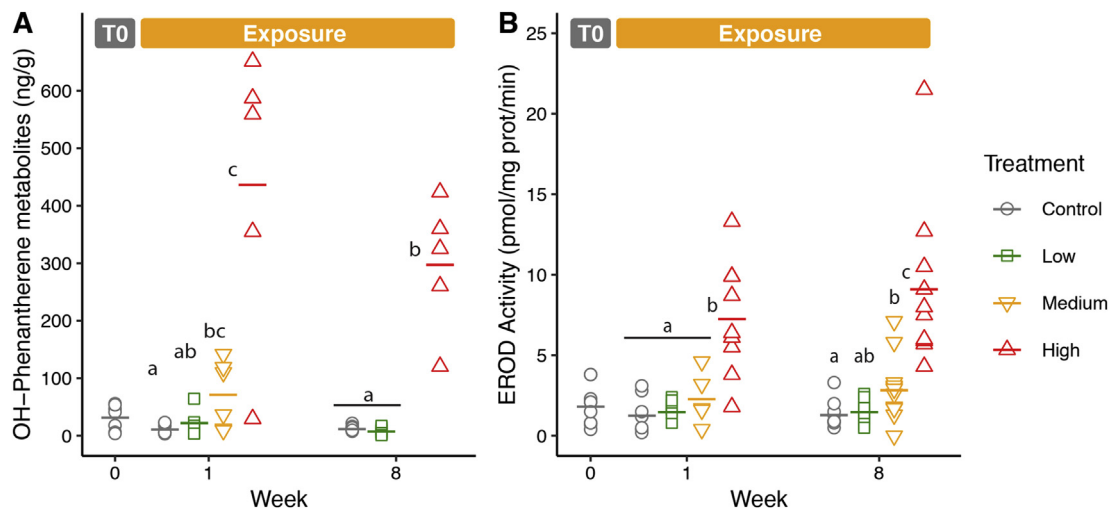 A
T0
Exposure
OH-Phenantherene metabolites (ng/g)
600
500
400
300
200
100
0
a
ab
bc
c
a
b
0
1
8
Week
B
T0
Exposure
EROD Activity (pmol/mg prot/min)
25
20
15
10
5
0
a
b
a
ab
b
c
0
1
8
Week
Treatment
Control
Low
Medium
High